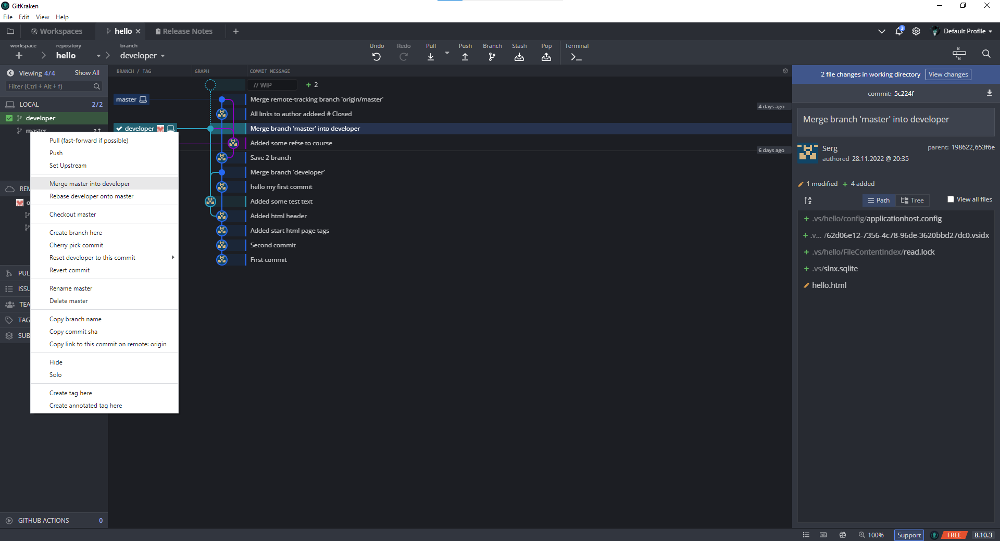 GitKraken
File Edit View Help
Workspaces hello Release Notes
3 Default Profile
workspace
repository hello
branch developer
Undo Redo Pull Push Branch Stash Pop Terminal
Viewing 4/4 Show All
Filter (Ctrl + Alt + f)
LOCAL 2/2
developer
master 2
REM
o
PUL
ISSU
TEA
TAG
SUB
GITHUB ACTIONS 0
Pull (fast-forward if possible)
Push
Set Upstream
Merge master into developer
Rebase developer onto master
Checkout master
Create branch here
Cherry pick commit
Reset developer to this commit
Revert commit
Rename master
Delete master
Copy branch name
Copy commit sha
Copy link to this commit on remote: origin
Hide
Solo
Create tag here
Create annotated tag here
BRANCH / TAG GRAPH COMMIT MESSAGE
// WIP + 2
master Merge remote-tracking branch 'origin/master'
4 days ago
All links to author addeed # Closed
developer Merge branch 'master' into developer
Added some refse to course
6 days ago
Save 2 branch
Merge branch 'developer'
hello my first commit
Added some test text
Added html header
Added start html page tags
Second commit
First commit
2 file changes in working directory View changes
commit: 5c224f
Merge branch 'master' into developer
Serg
authored 28.11.2022 @ 20:35
parent: 198622,653f6e
1 modified + 4 added
Path Tree View all files
+ .vs/hello/config/applicationhost.config
+ .v... /62d06e12-7356-4c78-96de-3620bbd27dc0.vsidx
+ .vs/hello/FileContentIndex/read.lock
+ .vs/slnx.sqlite
hello.html
100% Support FREE 8.10.3